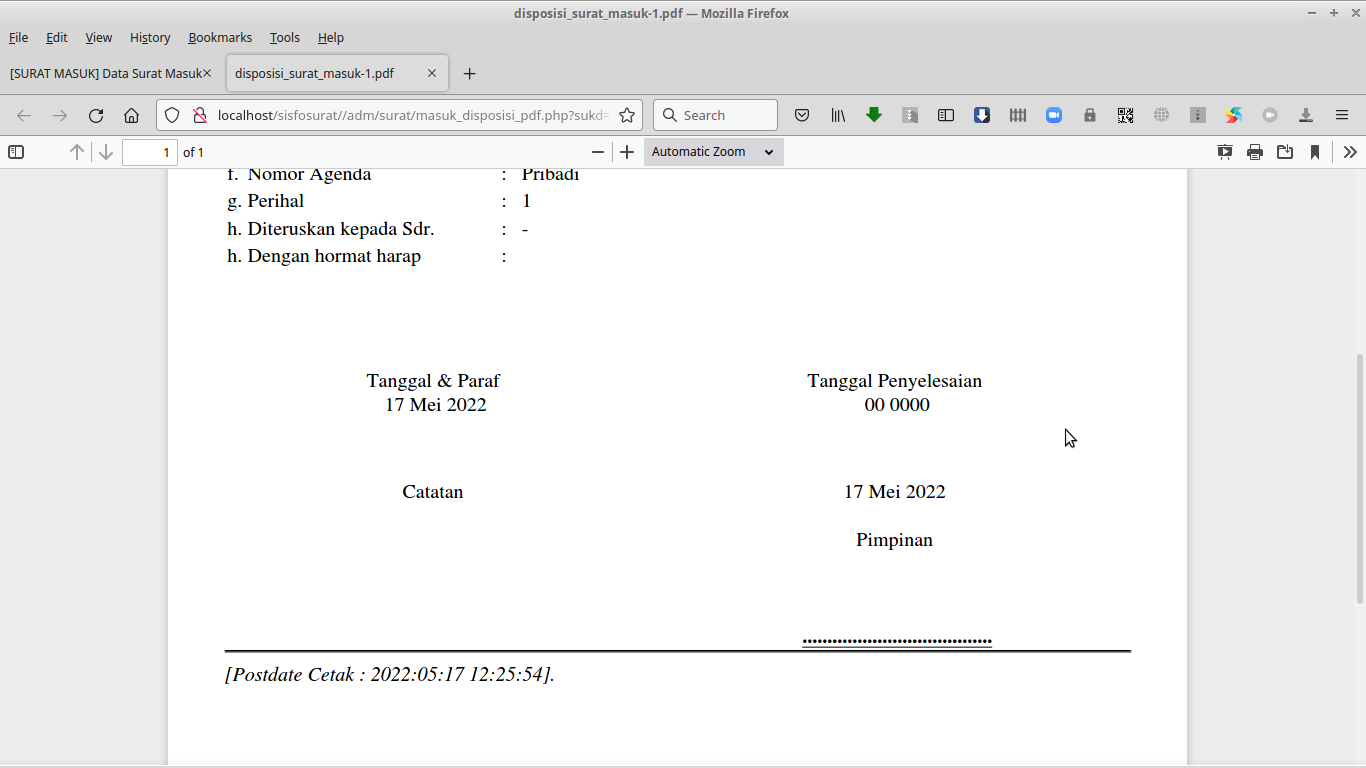 disposisi_surat_masuk-1.pdf — Mozilla Firefox
File Edit View History Bookmarks Tools Help
[SURAT MASUK] Data Surat Masuk disposisi_surat_masuk-1.pdf
localhost/sisfosurat//adm/surat/masuk_disposisi_pdf.php?sukd= Search
1 of 1 Automatic Zoom
f. Nomor Agenda : Pribadi
g. Perihal : 1
h. Diteruskan kepada Sdr. : -
h. Dengan hormat harap :
Tanggal & Paraf Tanggal Penyelesaian
17 Mei 2022 00 0000
Catatan 17 Mei 2022
Pimpinan
......................................
[Postdate Cetak : 2022:05:17 12:25:54].